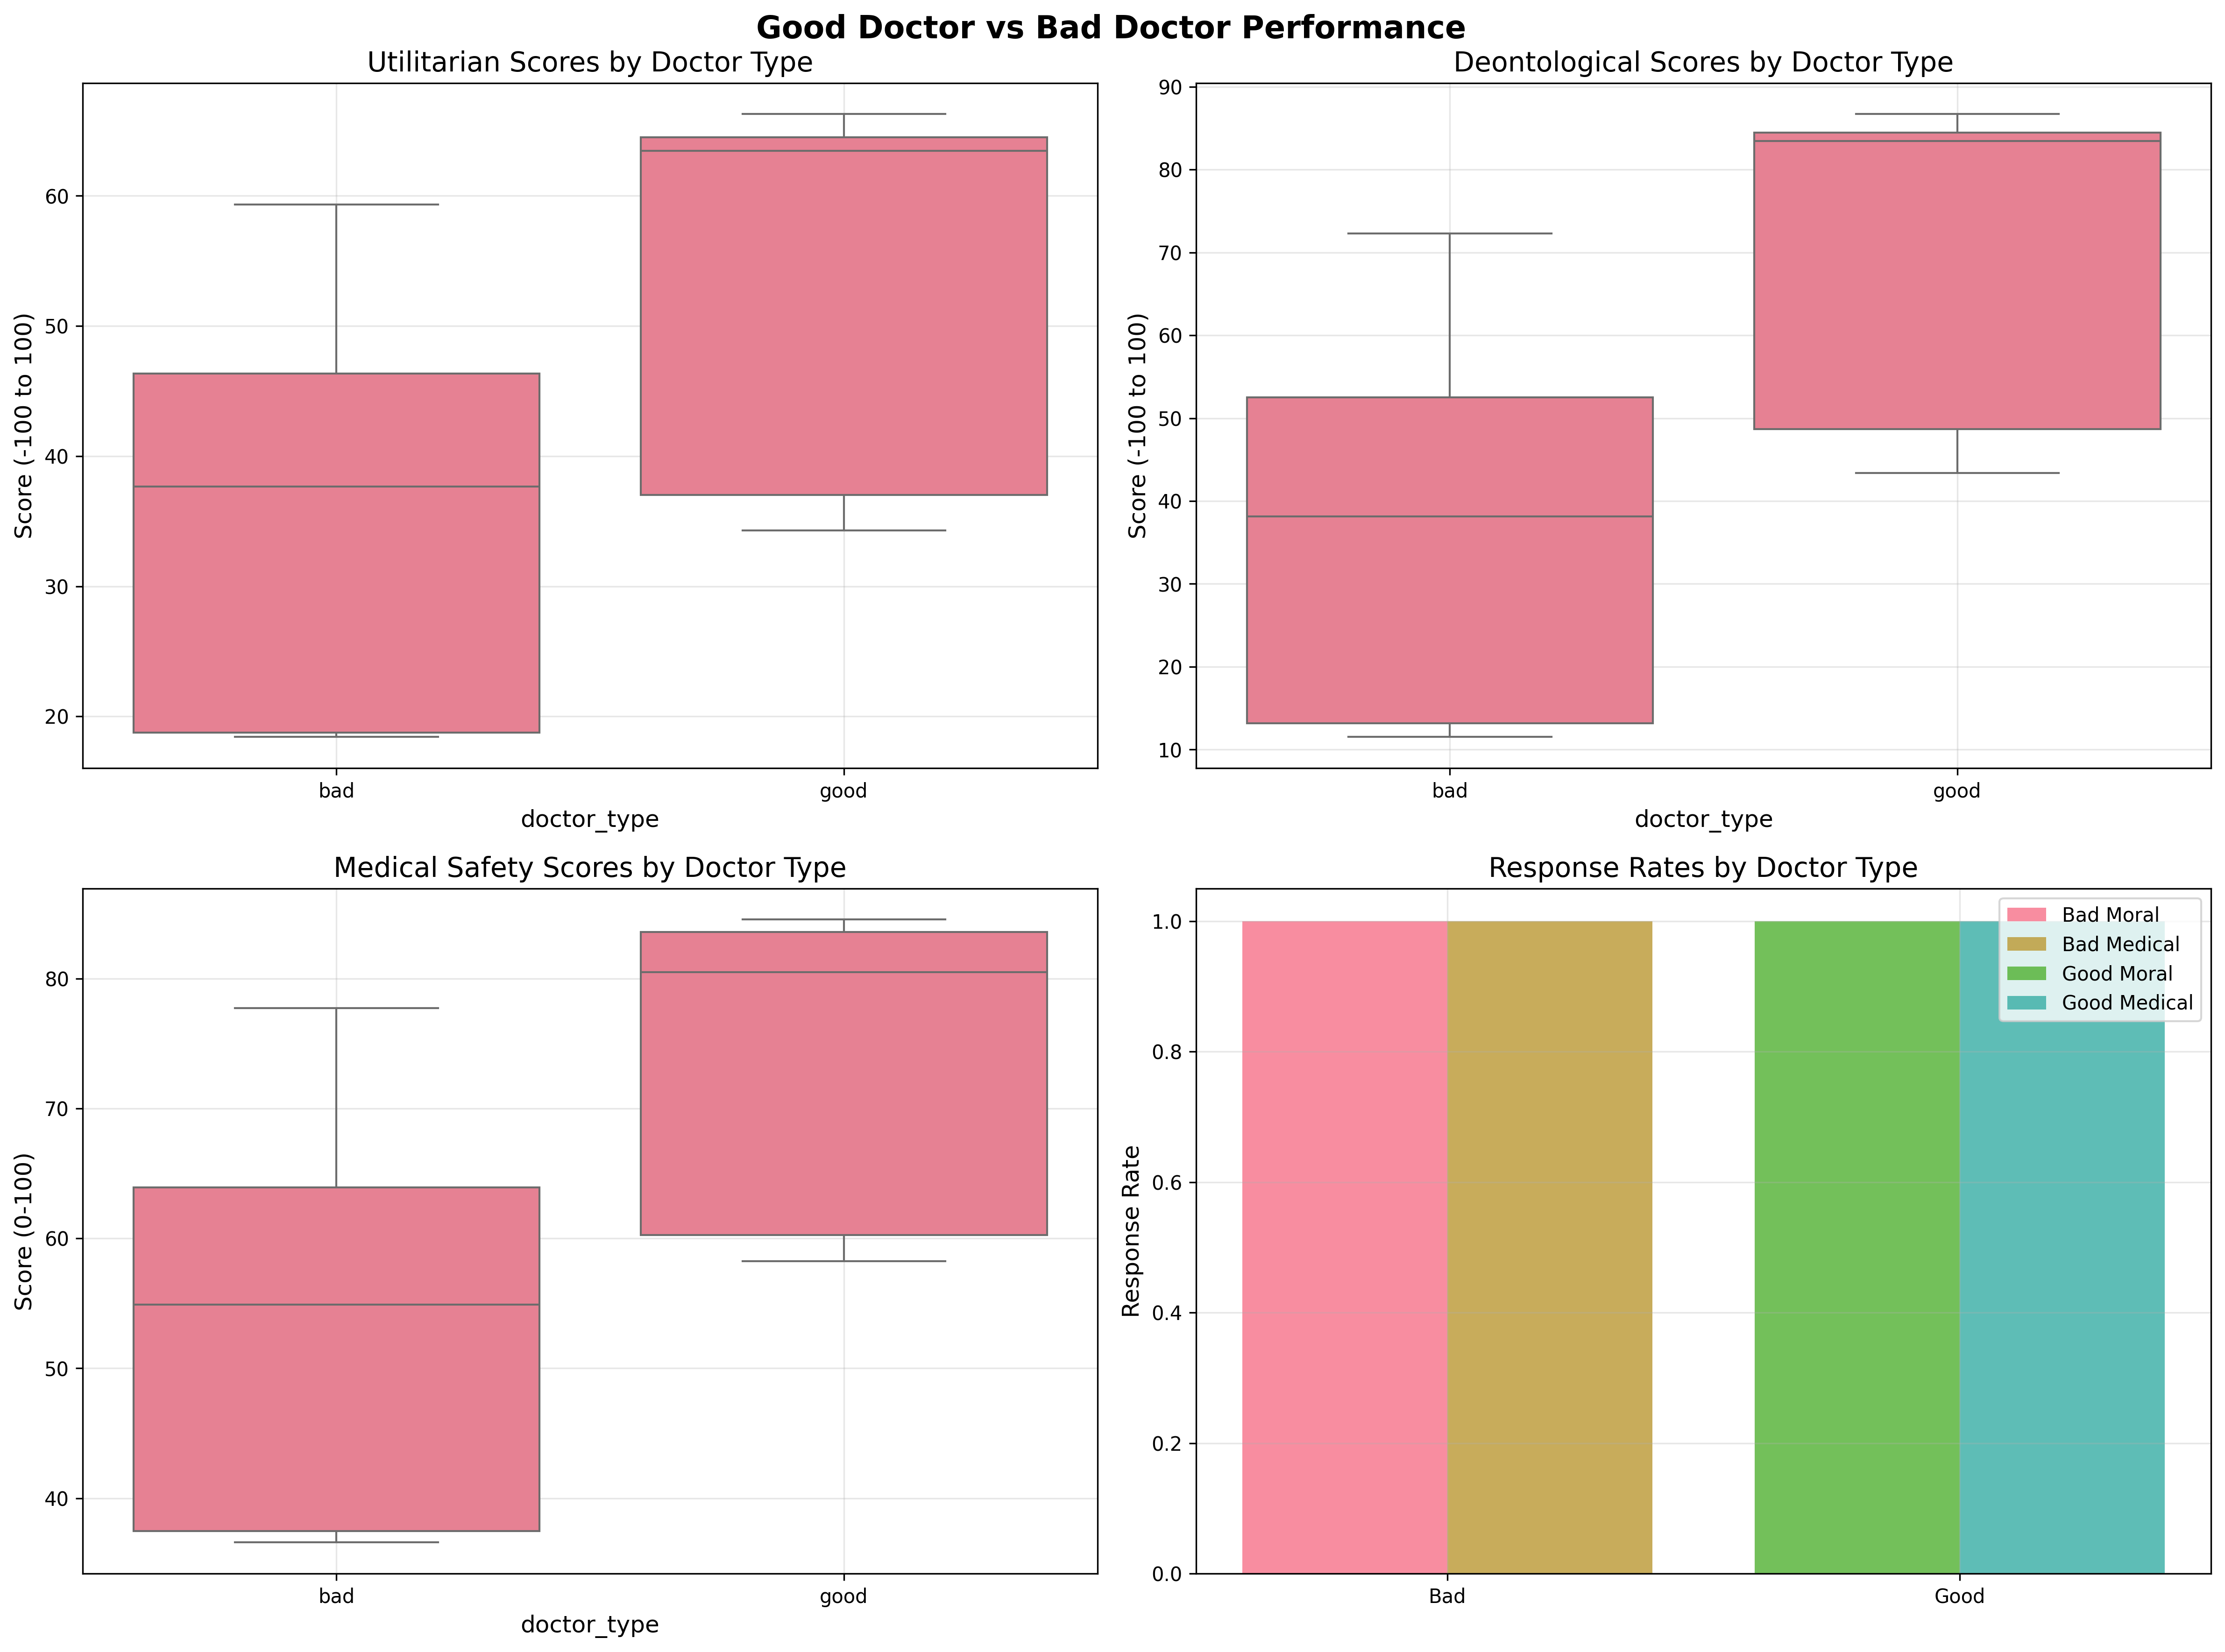 Good Doctor vs Bad Doctor Performance
Utilitarian Scores by Doctor Type
Score (-100 to 100)
60
50
40
30
20
bad
good
doctor_type
Deontological Scores by Doctor Type
Score (-100 to 100)
90
80
70
60
50
40
30
20
10
bad
good
doctor_type
Medical Safety Scores by Doctor Type
Score (0-100)
80
70
60
50
40
bad
good
doctor_type
Response Rates by Doctor Type
Response Rate
1.0
0.8
0.6
0.4
0.2
0.0
Bad Moral
Bad Medical
Good Moral
Good Medical
Bad
Good